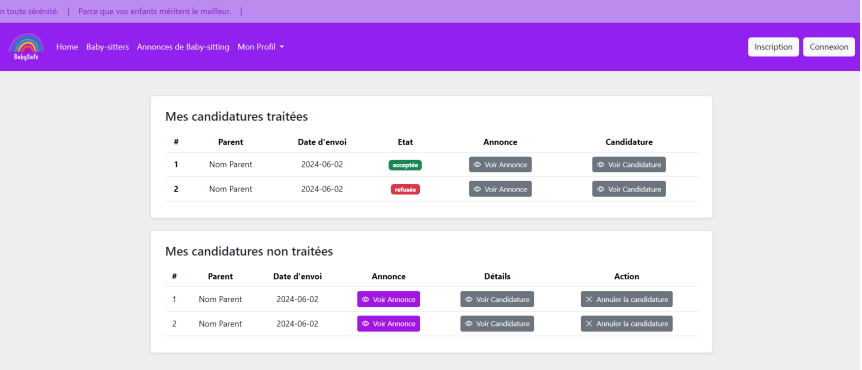 n toute sérénité. | Parce que vos enfants méritent le meilleur. |
BabySafe Home Baby-sitters Annonces de Baby-sitting Mon Profil Inscription Connexion
Mes candidatures traitées
# Parent Date d'envoi Etat Annonce Candidature
1 Nom Parent 2024-06-02 acceptée Voir Annonce Voir Candidature
2 Nom Parent 2024-06-02 refusée Voir Annonce Voir Candidature
Mes candidatures non traitées
# Parent Date d'envoi Annonce Détails Action
1 Nom Parent 2024-06-02 Voir Annonce Voir Candidature Annuler la candidature
2 Nom Parent 2024-06-02 Voir Annonce Voir Candidature Annuler la candidature